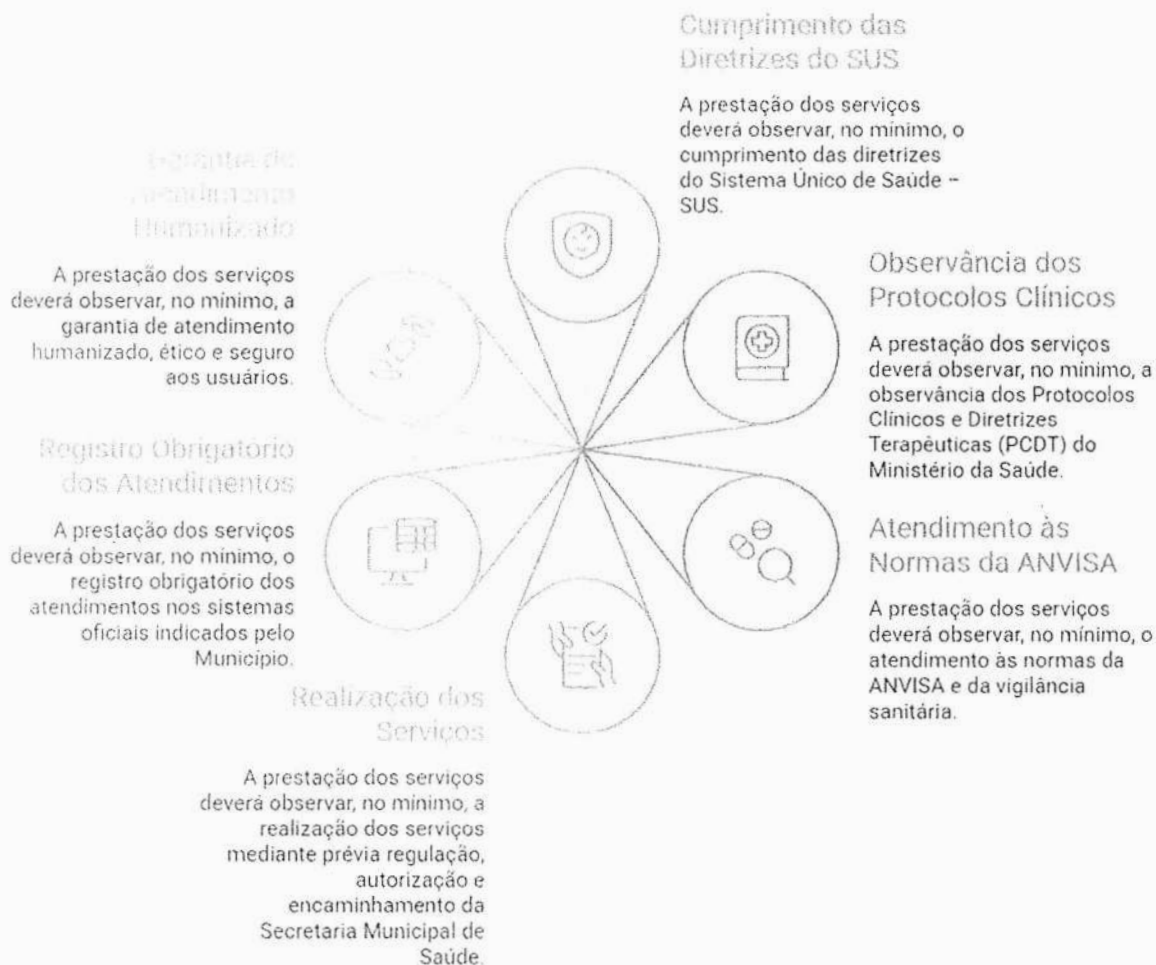 Cumprimento das
Diretrizes do SUS
A prestação dos serviços
deverá observar, no mínimo, o
cumprimento das diretrizes
do Sistema Único de Saúde –
SUS.
Observância dos
Protocolos Clínicos
A prestação dos serviços
deverá observar, no mínimo, a
observância dos Protocolos
Clínicos e Diretrizes
Terapêuticas (PCDT) do
Ministério da Saúde.
Atendimento às
Normas da ANVISA
A prestação dos serviços
deverá observar, no mínimo, o
atendimento às normas da
ANVISA e da vigilância
sanitária.
Realização dos
Serviços
A prestação dos serviços
deverá observar, no mínimo, a
realização dos serviços
mediante prévia regulação,
autorização e
encaminhamento da
Secretaria Municipal de
Saúde.
Registro Obrigatório
dos Atendimentos
A prestação dos serviços
deverá observar, no mínimo, o
registro obrigatório dos
atendimentos nos sistemas
oficiais indicados pelo
Município.
Garantia de
Atendimento
Humanizado
A prestação dos serviços
deverá observar, no mínimo, a
garantia de atendimento
humanizado, ético e seguro
aos usuários.